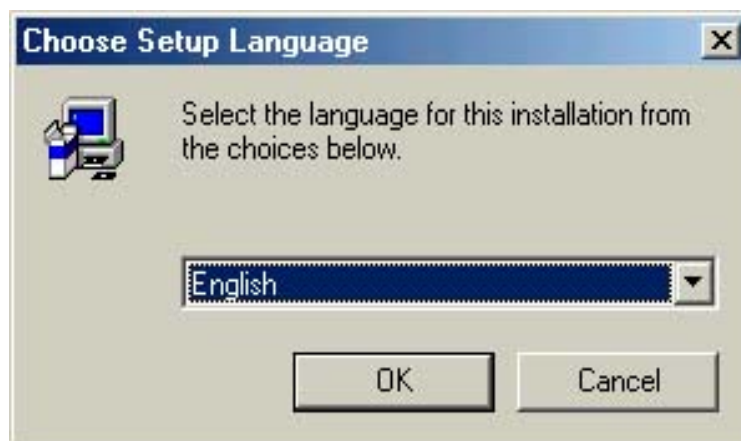 Choose Setup Language
Select the language for this installation from
the choices below.
English
OK
Cancel